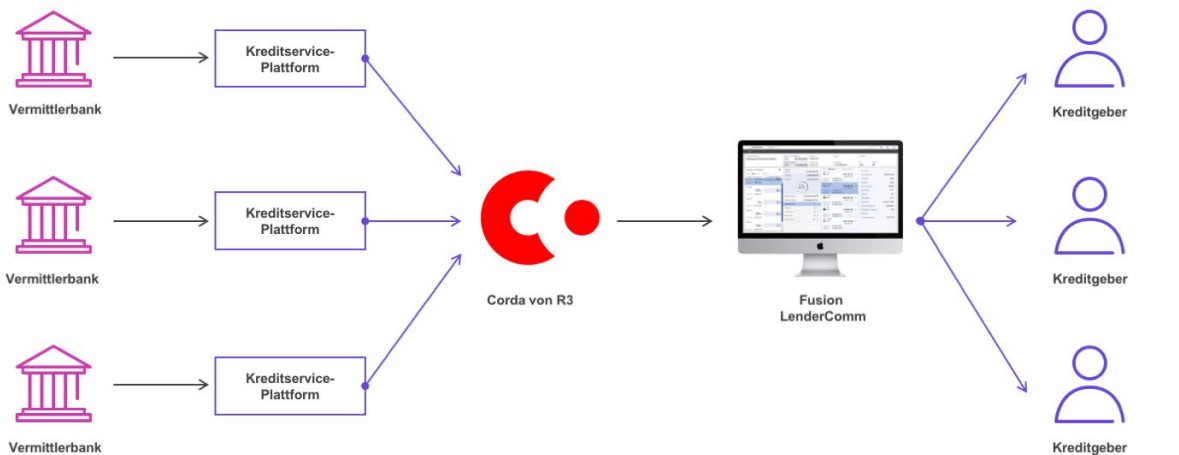 Kreditservice-
Plattform
Vermittlerbank
Kreditgeber
Kreditservice-
Plattform
Vermittlerbank
Kreditgeber
Corda von R3
Fusion
LenderComm
Kreditservice-
Plattform
Vermittlerbank
Kreditgeber